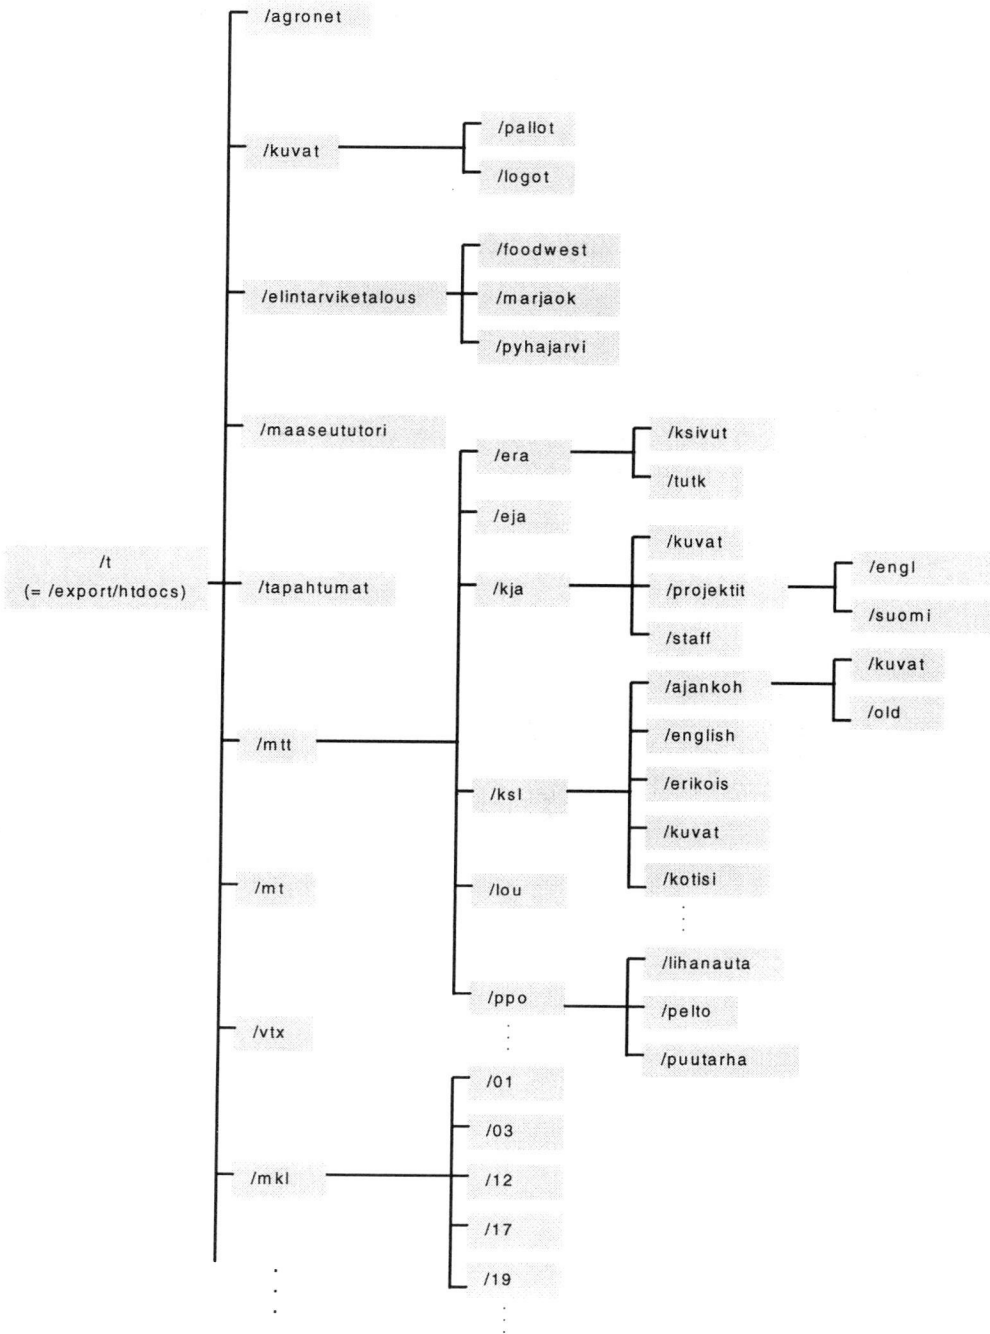 /agronet
/kuvat
/pallot
/logot
/elintarviketalous
/foodwest
/marjaok
/pyhajarvi
/maaseututori
/t
(= /export/htdocs)
/tapahtumat
/mtt
/era
/ksivut
/tutk
/eja
/kja
/kuvat
/projektit
/engl
/suomi
/staff
/ksl
/ajankoh
/kuvat
/old
/english
/erikois
/kuvat
/kotisi
/lou
/ppo
/lihanauta
/pelto
/puutarha
/mt
/vtx
/mkl
/01
/03
/12
/17
/19